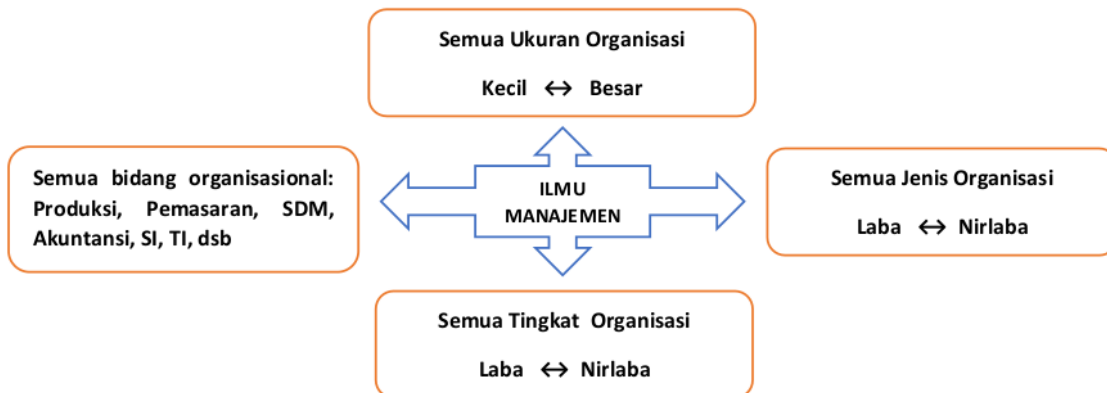 Semua Ukuran Organisasi
Kecil ↔ Besar
Semua bidang organisasional:
Produksi, Pemasaran, SDM,
Akuntansi, SI, TI, dsb
ILMU
MANAJEMEN
Semua Jenis Organisasi
Laba ↔ Nirlaba
Semua Tingkat Organisasi
Laba ↔ Nirlaba